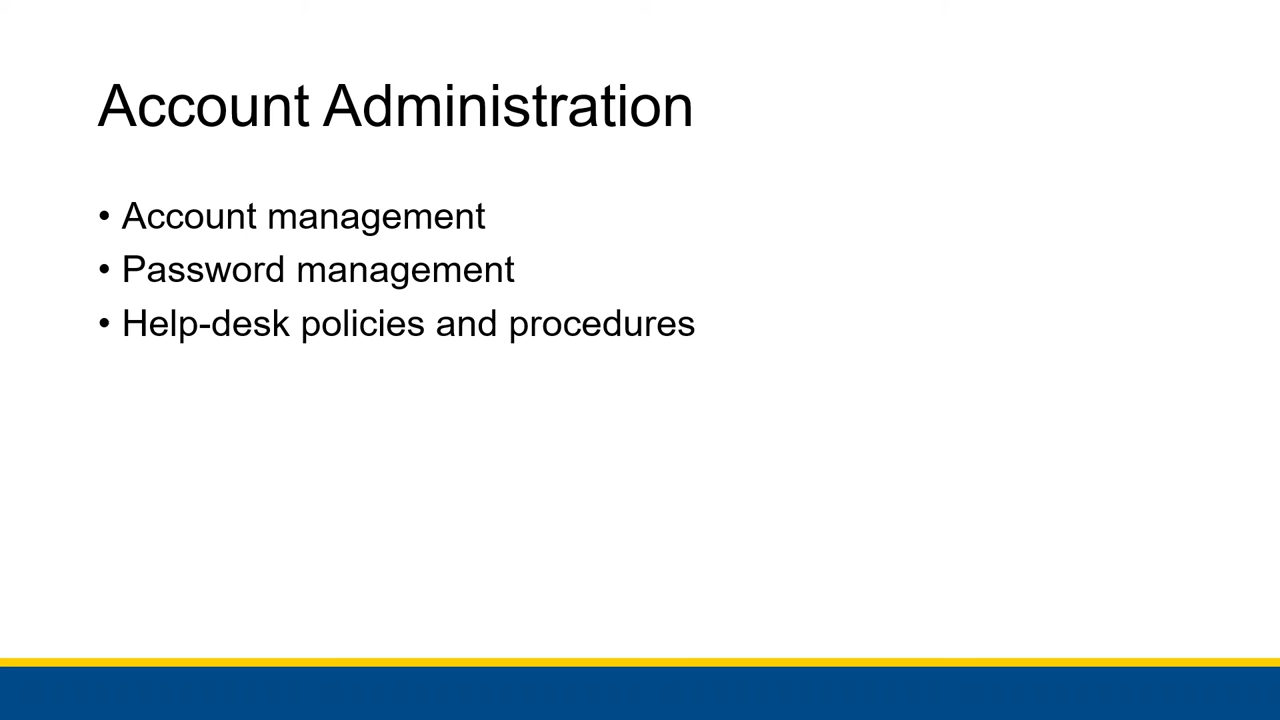 Account Administration
• Account management
• Password management
• Help-desk policies and procedures